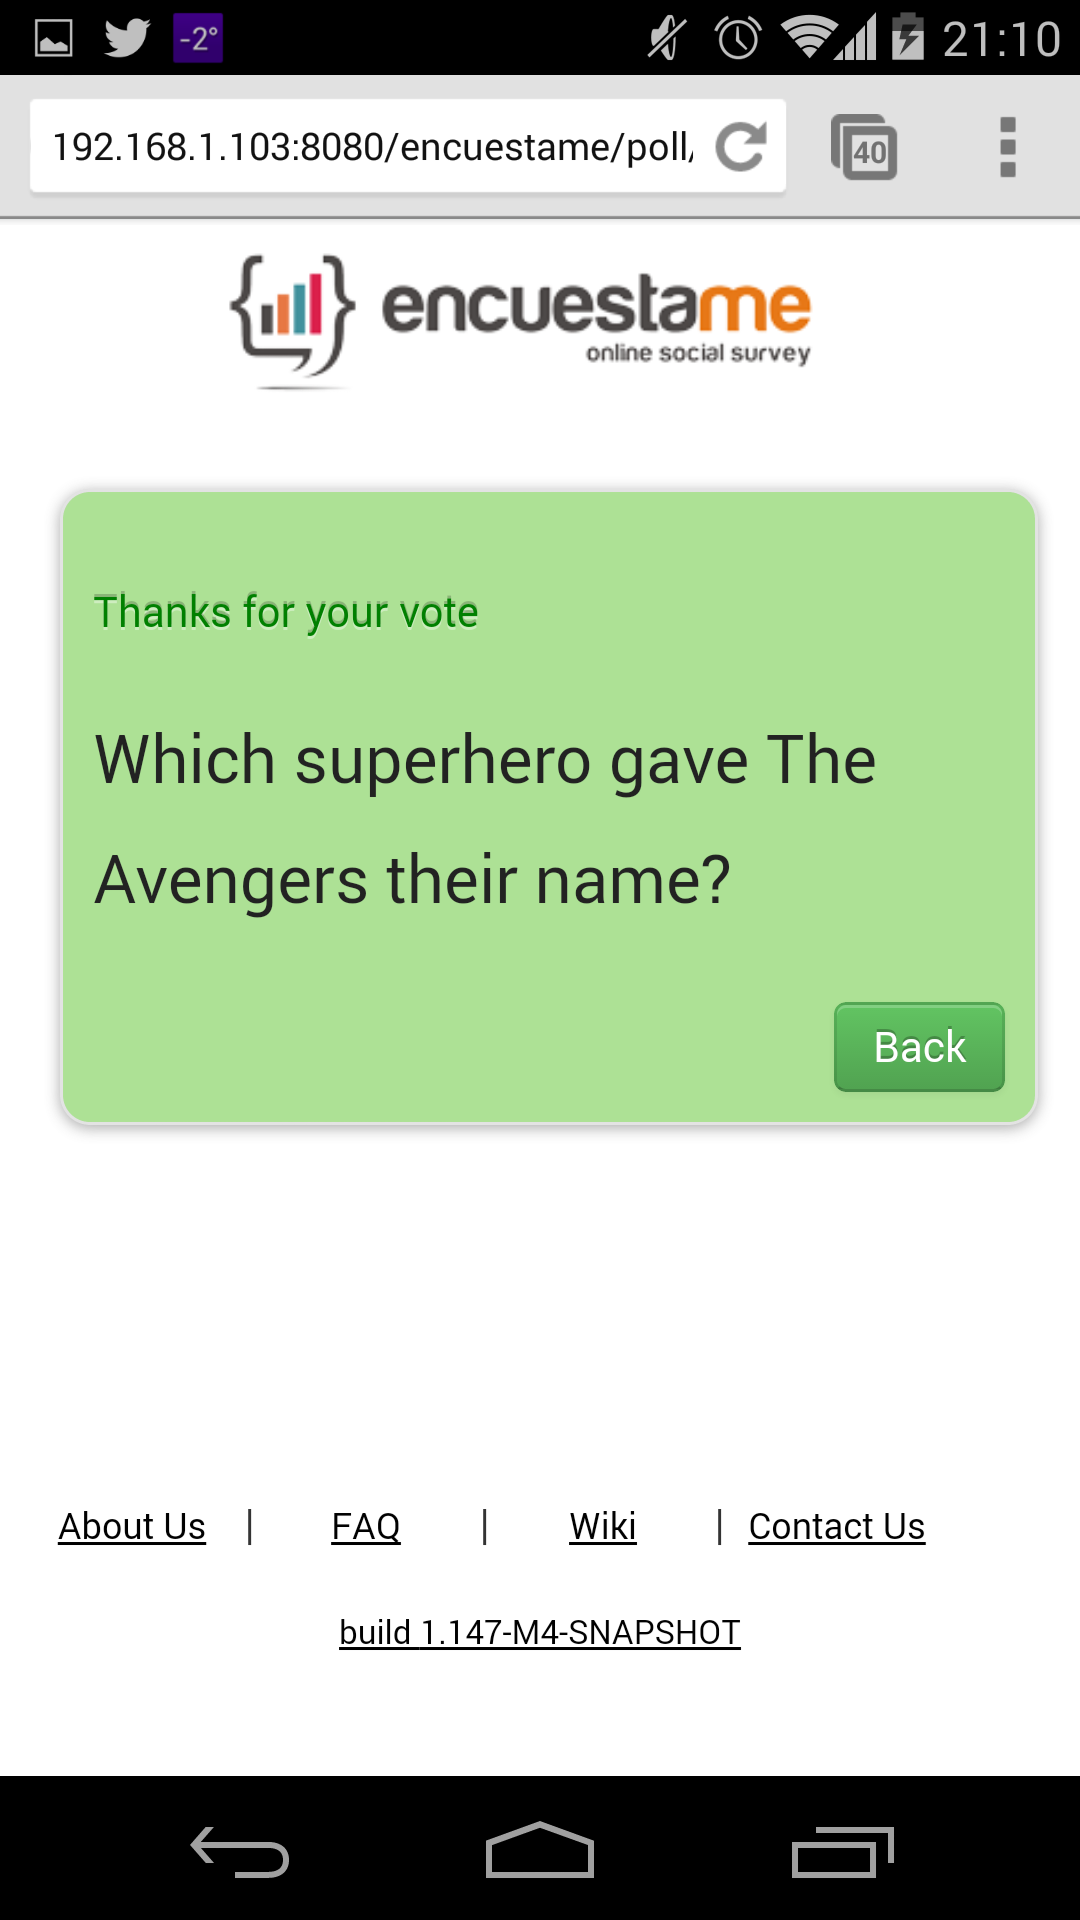 -2° 21:10
192.168.1.103:8080/encuestame/poll/
40
encuestame
online social survey
Thanks for your vote
Which superhero gave The
Avengers their name?
Back
About Us | FAQ | Wiki | Contact Us
build 1.147-M4-SNAPSHOT